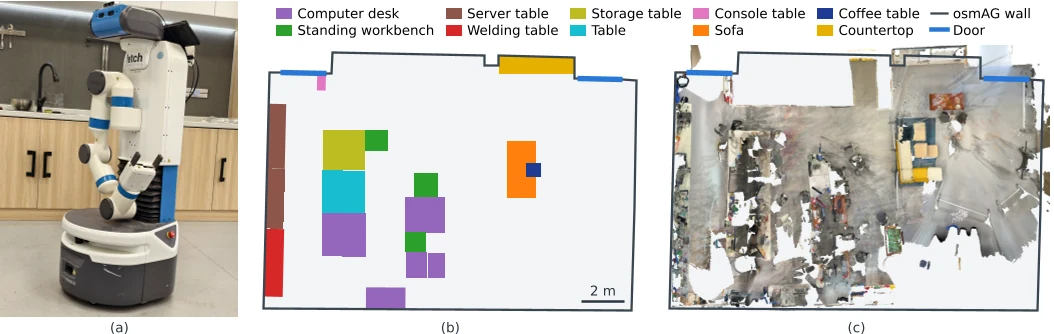 fetch
Computer desk Server table Storage table Console table Coffee table osmAG wall
Standing workbench Welding table Table Sofa Countertop Door
2 m
(a) (b) (c)